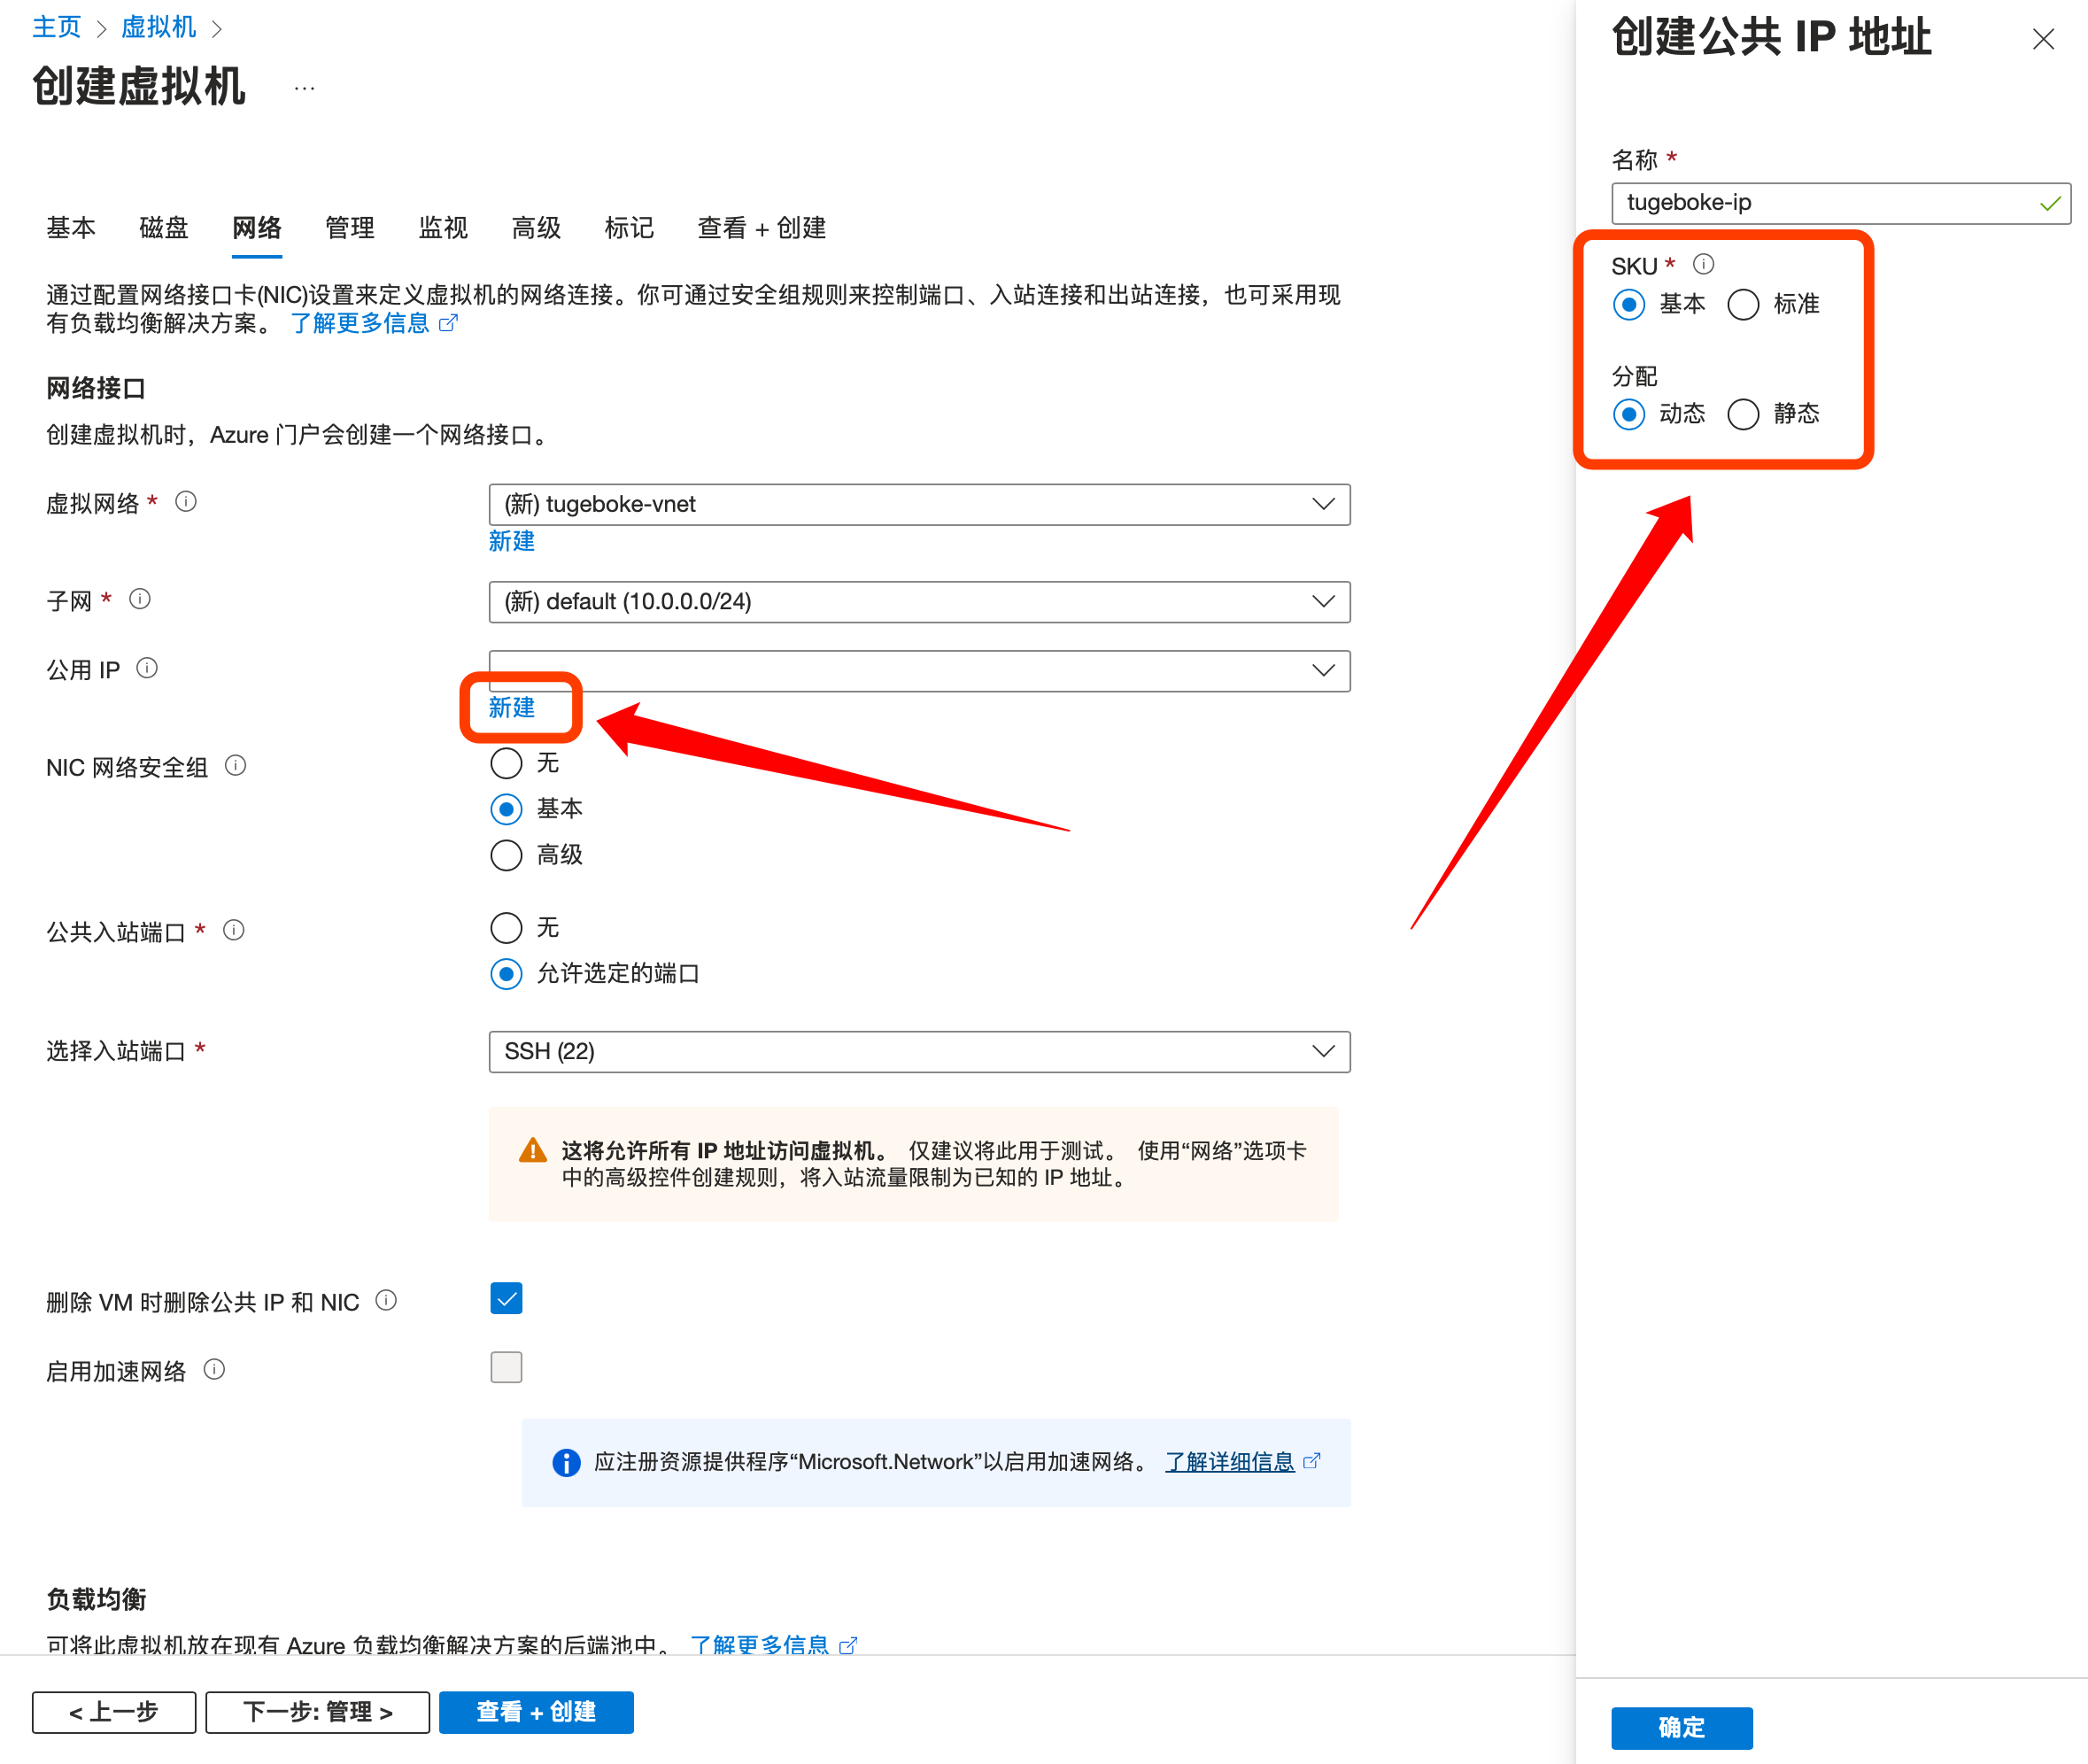 主页 > 虚拟机 >
创建虚拟机 ...
基本 磁盘 网络 管理 监视 高级 标记 查看 + 创建
通过配置网络接口卡(NIC)设置来定义虚拟机的网络连接。你可通过安全组规则来控制端口、入站连接和出站连接，也可采用现
有负载均衡解决方案。 了解更多信息
网络接口
创建虚拟机时，Azure 门户会创建一个网络接口。
虚拟网络 *
(新) tugeboke-vnet
新建
子网 *
(新) default (10.0.0.0/24)
公用 IP
新建
NIC 网络安全组
无
基本
高级
公共入站端口 *
无
允许选定的端口
选择入站端口 *
SSH (22)
这将允许所有 IP 地址访问虚拟机。 仅建议将此用于测试。 使用“网络”选项卡
中的高级控件创建规则，将入站流量限制为已知的 IP 地址。
删除 VM 时删除公共 IP 和 NIC
启用加速网络
应注册资源提供程序“Microsoft.Network”以启用加速网络。 了解详细信息
负载均衡
可将此虚拟机放在现有 Azure 负载均衡解决方案的后端池中。 了解更多信息
< 上一步 下一步: 管理 > 查看 + 创建
创建公共 IP 地址
名称 *
tugeboke-ip
SKU *
基本 标准
分配
动态 静态
确定